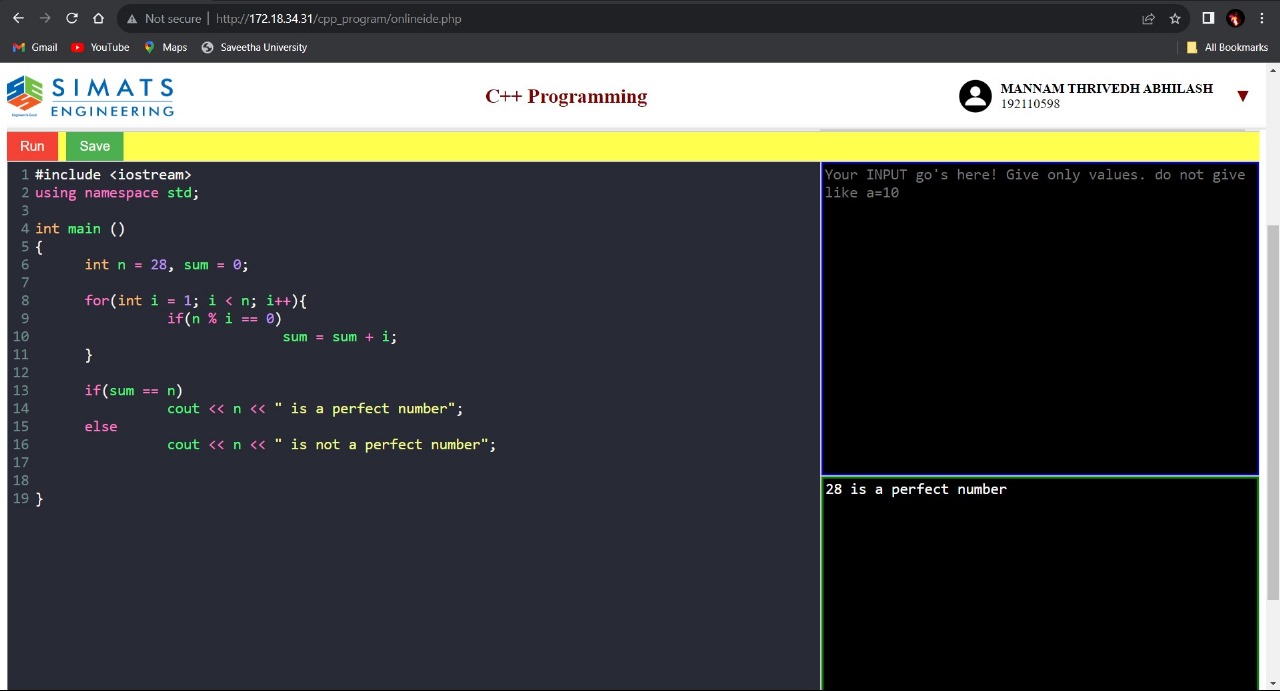 Not secure | http://172.18.34.31/cpp_program/onlineide.php
Gmail YouTube Maps Saveetha University All Bookmarks
SIMATS
ENGINEERING
C++ Programming
MANNAM THRIVEDH ABHILASH
192110598
Run Save
1 #include <iostream>
2 using namespace std;
3
4 int main ()
5 {
6 int n = 28, sum = 0;
7
8 for(int i = 1; i < n; i++){
9 if(n % i == 0)
10 sum = sum + i;
11 }
12
13 if(sum == n)
14 cout << n << " is a perfect number";
15 else
16 cout << n << " is not a perfect number";
17
18
19 }
Your INPUT go's here! Give only values. do not give
like a=10
28 is a perfect number